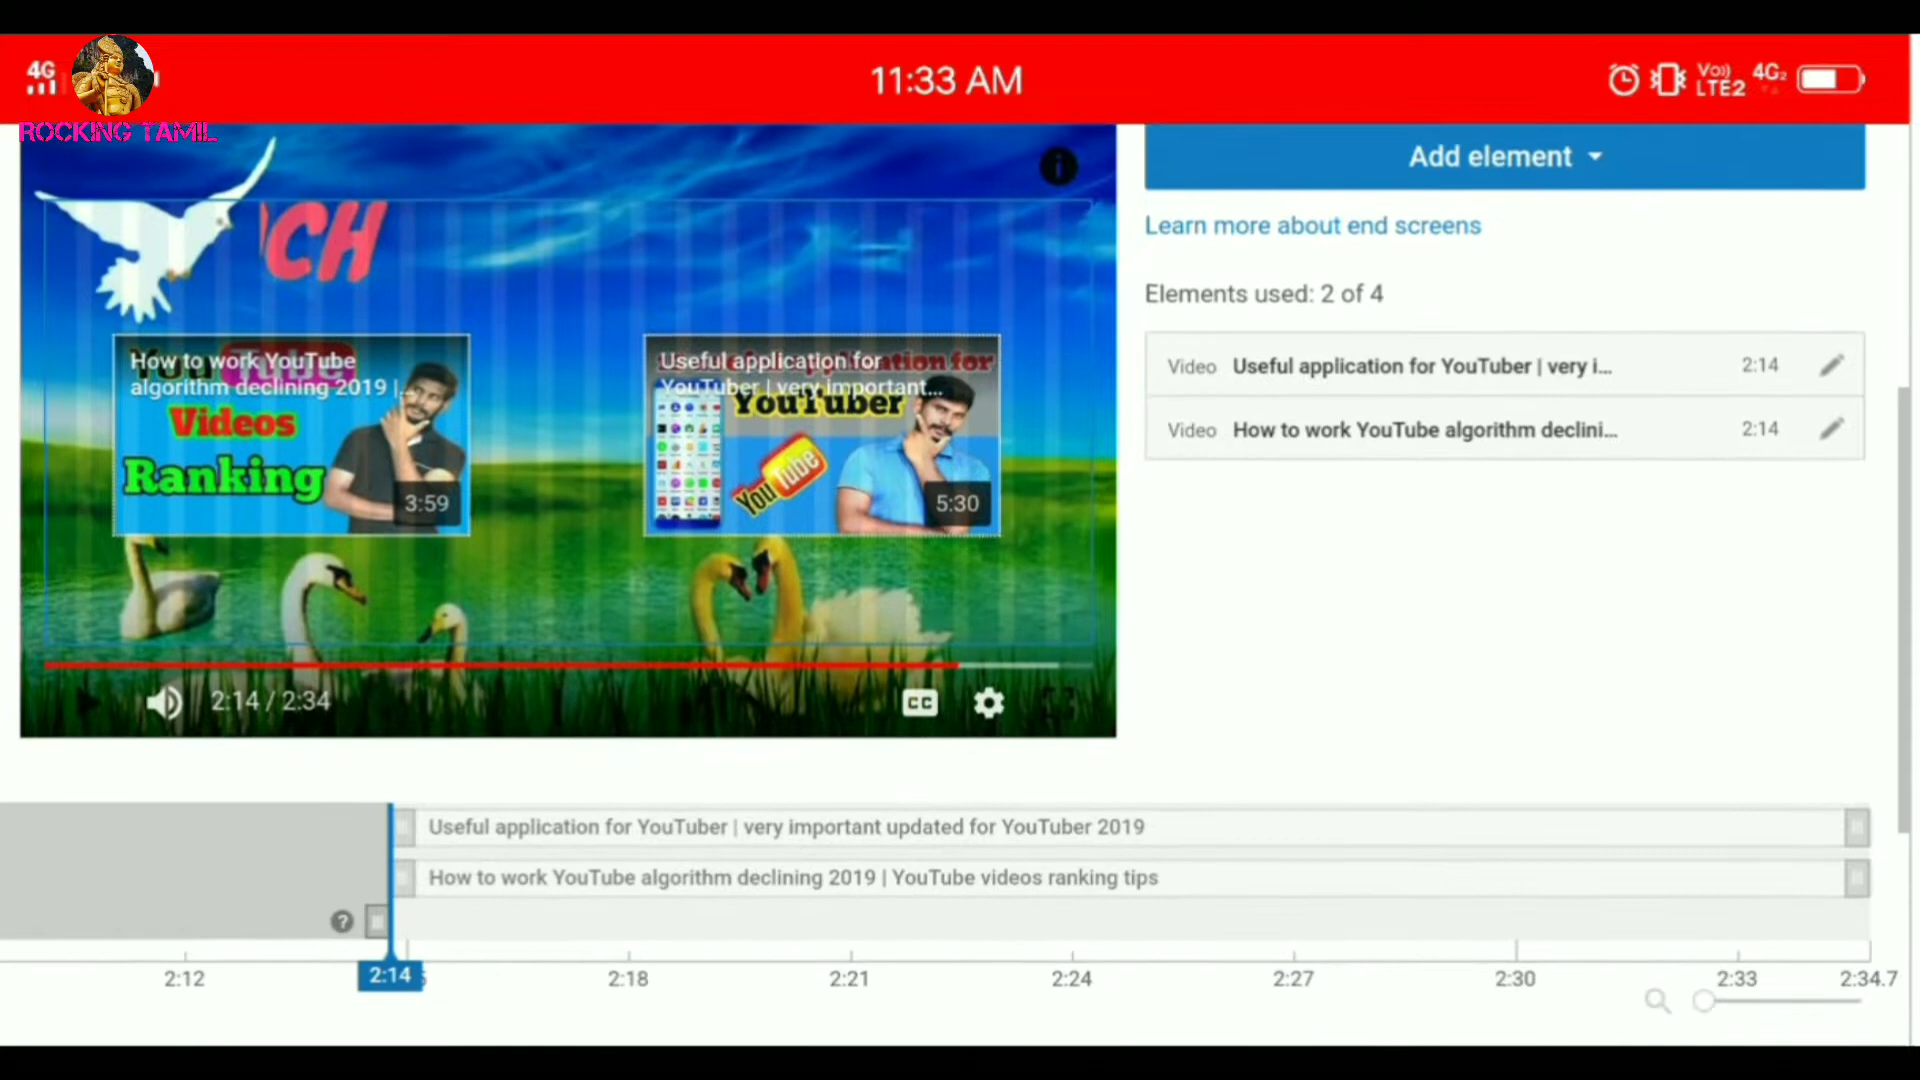 4G
11:33 AM
Vo))
LTE2
4G2
ROCKING TAMIL
Add element
Learn more about end screens
Elements used: 2 of 4
Video Useful application for YouTuber | very i... 2:14
Video How to work YouTube algorithm declini... 2:14
CH
How to work YouTube
algorithm declining 2019 |...
Videos
Ranking
3:59
Useful application for
YouTuber | very important...
YouTuber
YouTube
5:30
2:14 / 2:34
CC
Useful application for YouTuber | very important updated for YouTuber 2019
How to work YouTube algorithm declining 2019 | YouTube videos ranking tips
?
2:12 2:14 2:18 2:21 2:24 2:27 2:30 2:33 2:34.7